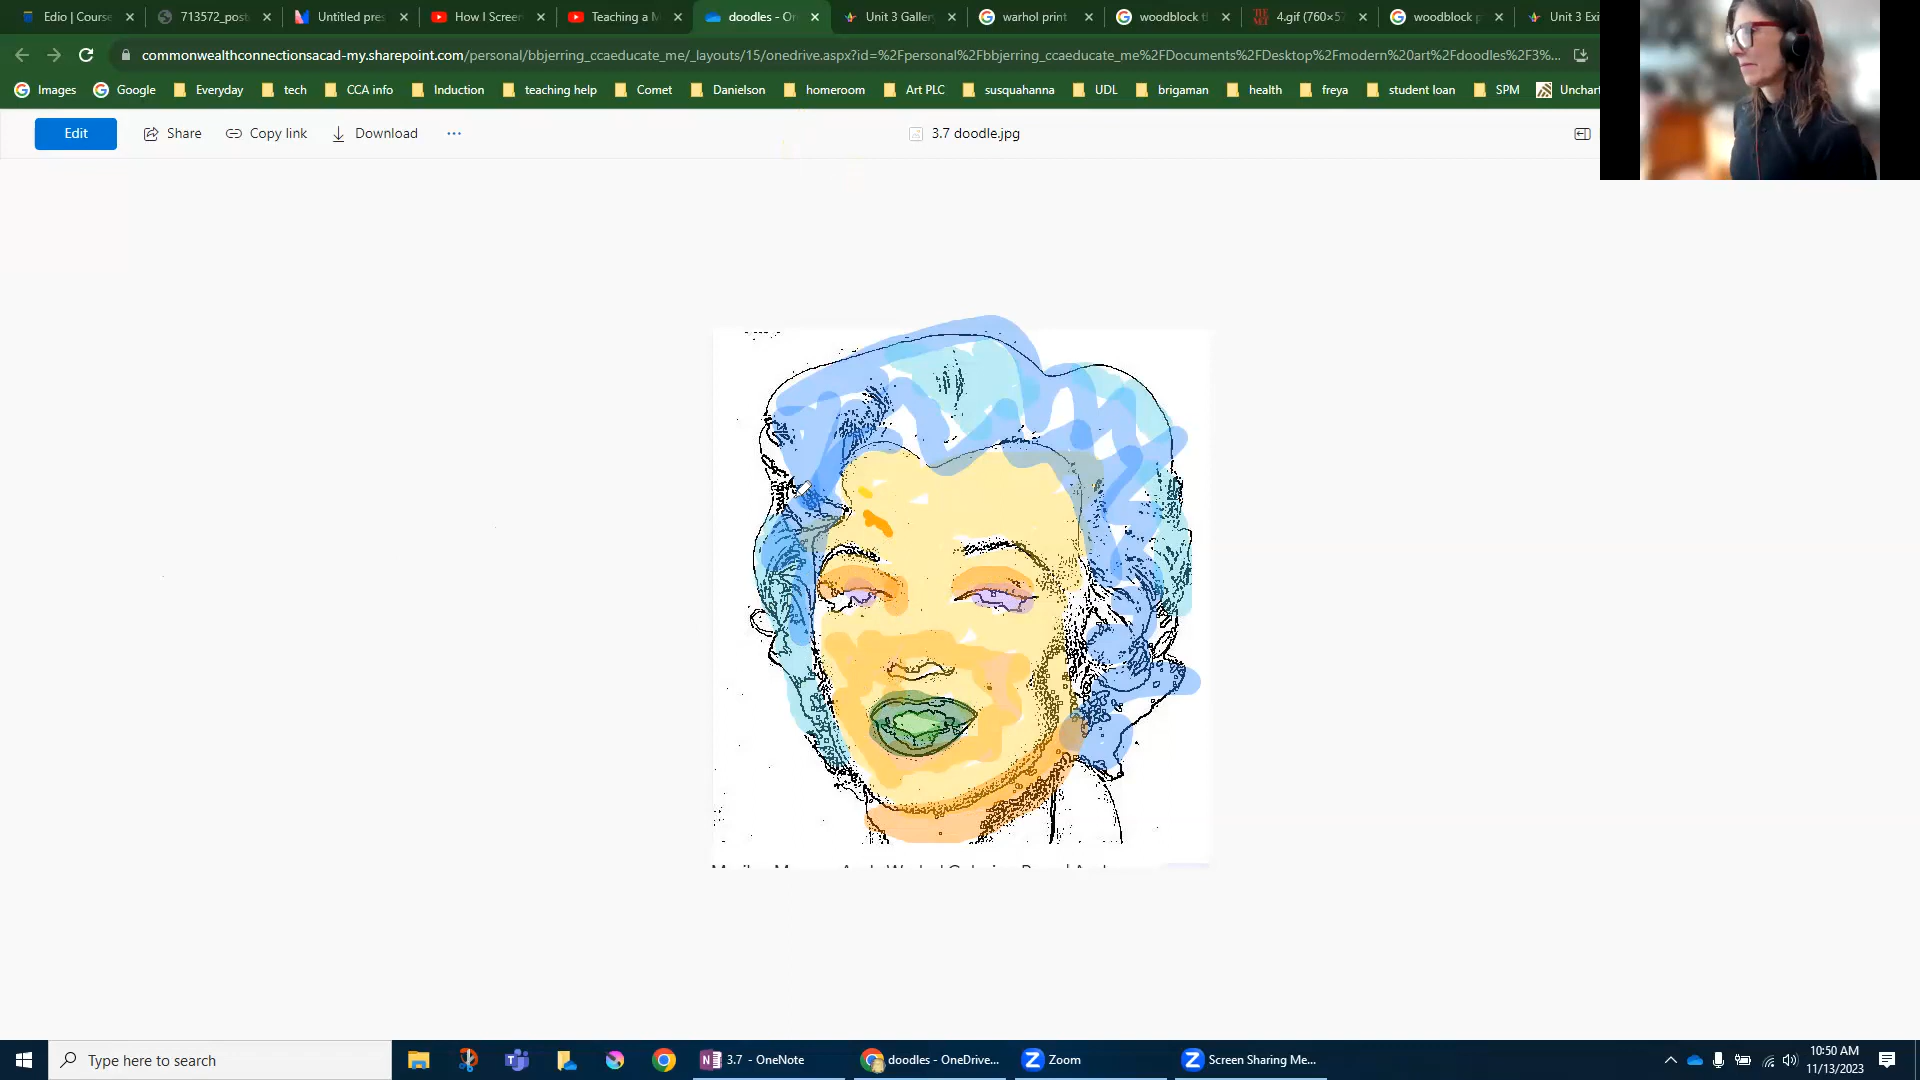 Edio | Course
713572_post
Untitled pres
How I Screen
Teaching a M
doodles - On
Unit 3 Galler
warhol print
woodblock t
4.gif (760×57
woodblock p
Unit 3 Exi
commonwealthconnectionsacad-my.sharepoint.com/personal/bbjerring_ccaeducate_me/_layouts/15/onedrive.aspx?id=%2Fpersonal%2Fbbjerring_ccaeducate_me%2FDocuments%2FDesktop%2Fmodern%20art%2Fdoodles%2F3%...
Images Google Everyday tech CCA info Induction teaching help Comet Danielson homeroom Art PLC susquahanna UDL brigaman health freya student loan SPM Unchart
Edit Share Copy link Download ... 3.7 doodle.jpg
Type here to search
3.7 - OneNote
doodles - OneDrive...
Zoom
Screen Sharing Me...
10:50 AM
11/13/2023